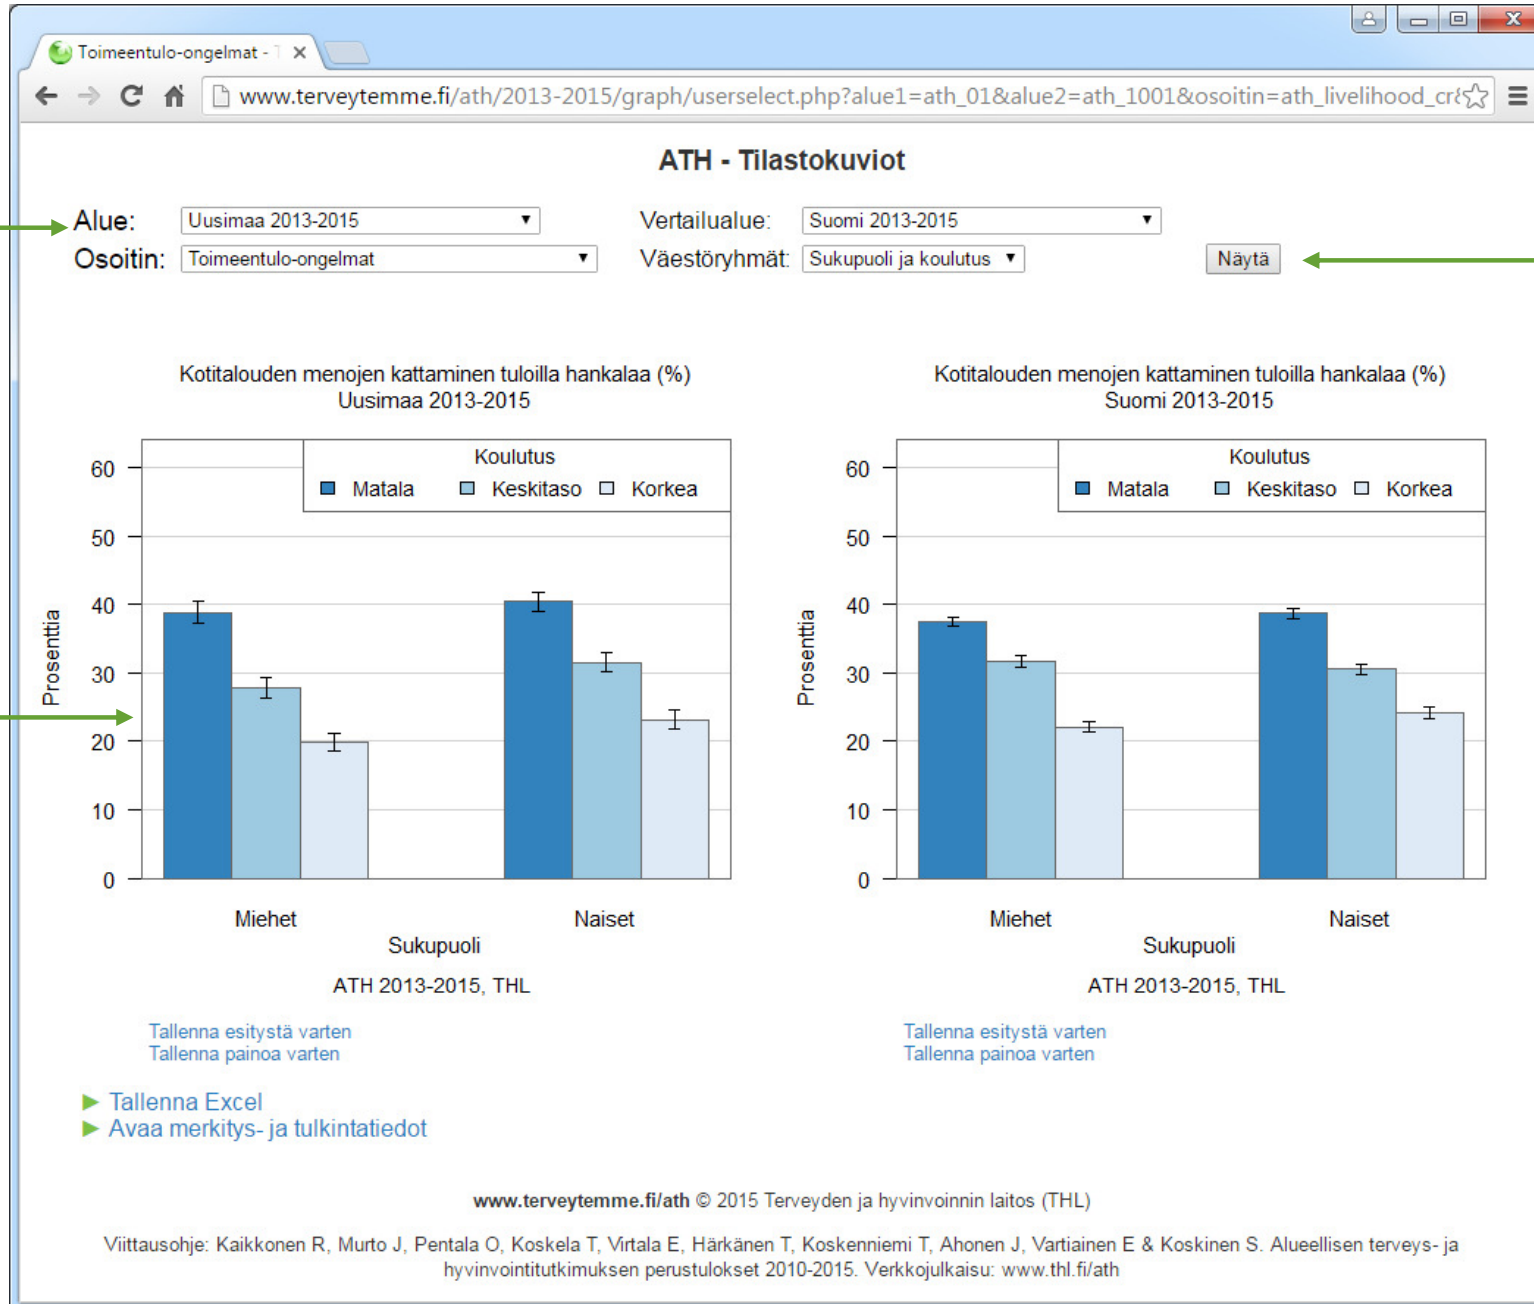 Toimeentulo-ongelmat - T
www.terveytemme.fi/ath/2013-2015/graph/userselect.php?alue1=ath_01&alue2=ath_1001&osoitin=ath_livelihood_cr
ATH - Tilastokuviot
Alue: Uusimaa 2013-2015 Vertailualue: Suomi 2013-2015
Osoitin: Toimeentulo-ongelmat Väestöryhmät: Sukupuoli ja koulutus Näytä
Kotitalouden menojen kattaminen tuloilla hankalaa (%)
Uusimaa 2013-2015
Koulutus
Matala Keskitaso Korkea
60
50
40
30
20
10
0
Prosenttia
Miehet Naiset
Sukupuoli
ATH 2013-2015, THL
Tallenna esitystä varten
Tallenna painoa varten
Kotitalouden menojen kattaminen tuloilla hankalaa (%)
Suomi 2013-2015
Koulutus
Matala Keskitaso Korkea
60
50
40
30
20
10
0
Prosenttia
Miehet Naiset
Sukupuoli
ATH 2013-2015, THL
Tallenna esitystä varten
Tallenna painoa varten
Tallenna Excel
Avaa merkitys- ja tulkintatiedot
www.terveytemme.fi/ath © 2015 Terveyden ja hyvinvoinnin laitos (THL)
Viittausohje: Kaikkonen R, Murto J, Pentala O, Koskela T, Virtala E, Härkänen T, Koskenniemi T, Ahonen J, Vartiainen E & Koskinen S. Alueellisen terveys- ja
hyvinvointitutkimuksen perustulokset 2010-2015. Verkkojulkaisu: www.thl.fi/ath